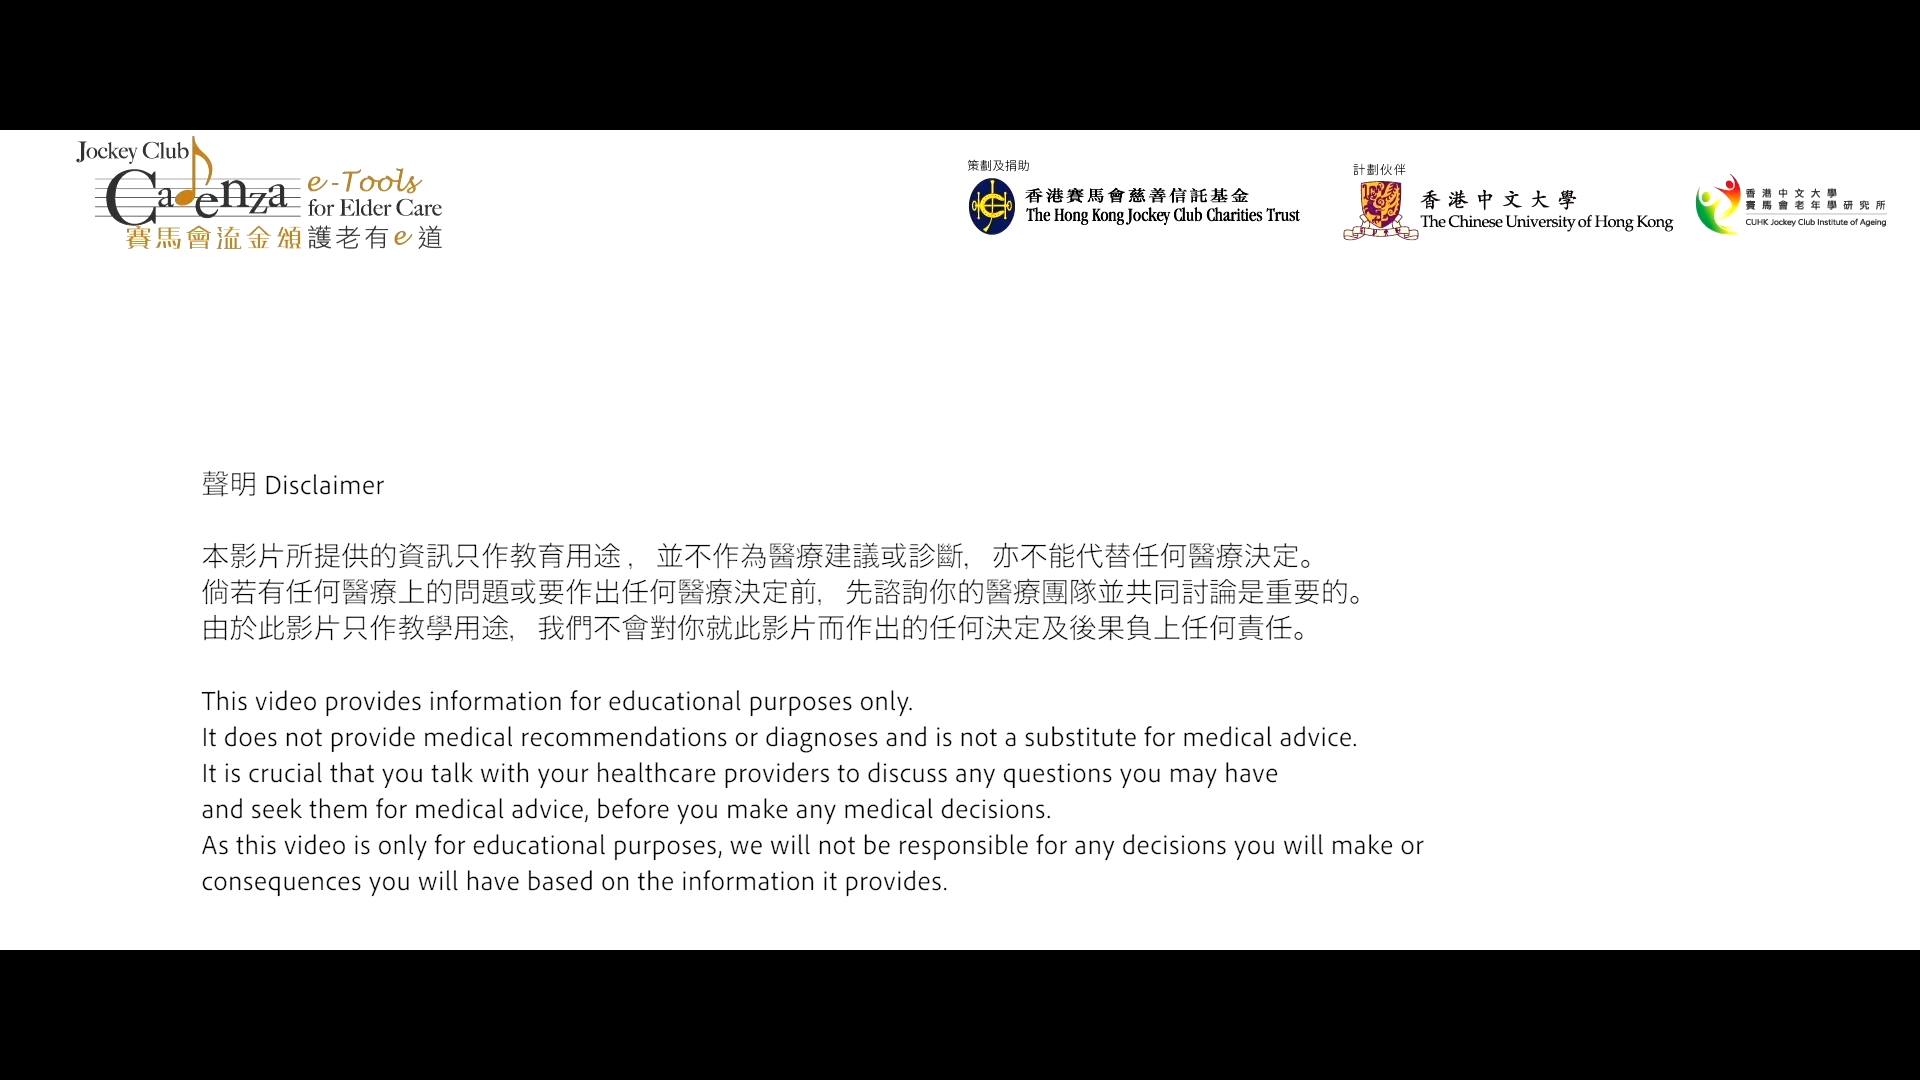 Jockey Club
Cadenza
e-Tools
for Elder Care
賽馬會流金頌護老有e道
策劃及捐助
香港賽馬會慈善信託基金
The Hong Kong Jockey Club Charities Trust
計劃伙伴
香港中文大學
The Chinese University of Hong Kong
香港中文大學
賽馬會老年學研究所
CUHK Jockey Club Institute of Ageing
聲明 Disclaimer
本影片所提供的資訊只作教育用途，並不作為醫療建議或診斷，亦不能代替任何醫療決定。
倘若有任何醫療上的問題或要作出任何醫療決定前，先諮詢你的醫療團隊並共同討論是重要的。
由於此影片只作教學用途，我們不會對你就此影片而作出的任何決定及後果負上任何責任。
This video provides information for educational purposes only.
It does not provide medical recommendations or diagnoses and is not a substitute for medical advice.
It is crucial that you talk with your healthcare providers to discuss any questions you may have
and seek them for medical advice, before you make any medical decisions.
As this video is only for educational purposes, we will not be responsible for any decisions you will make or
consequences you will have based on the information it provides.